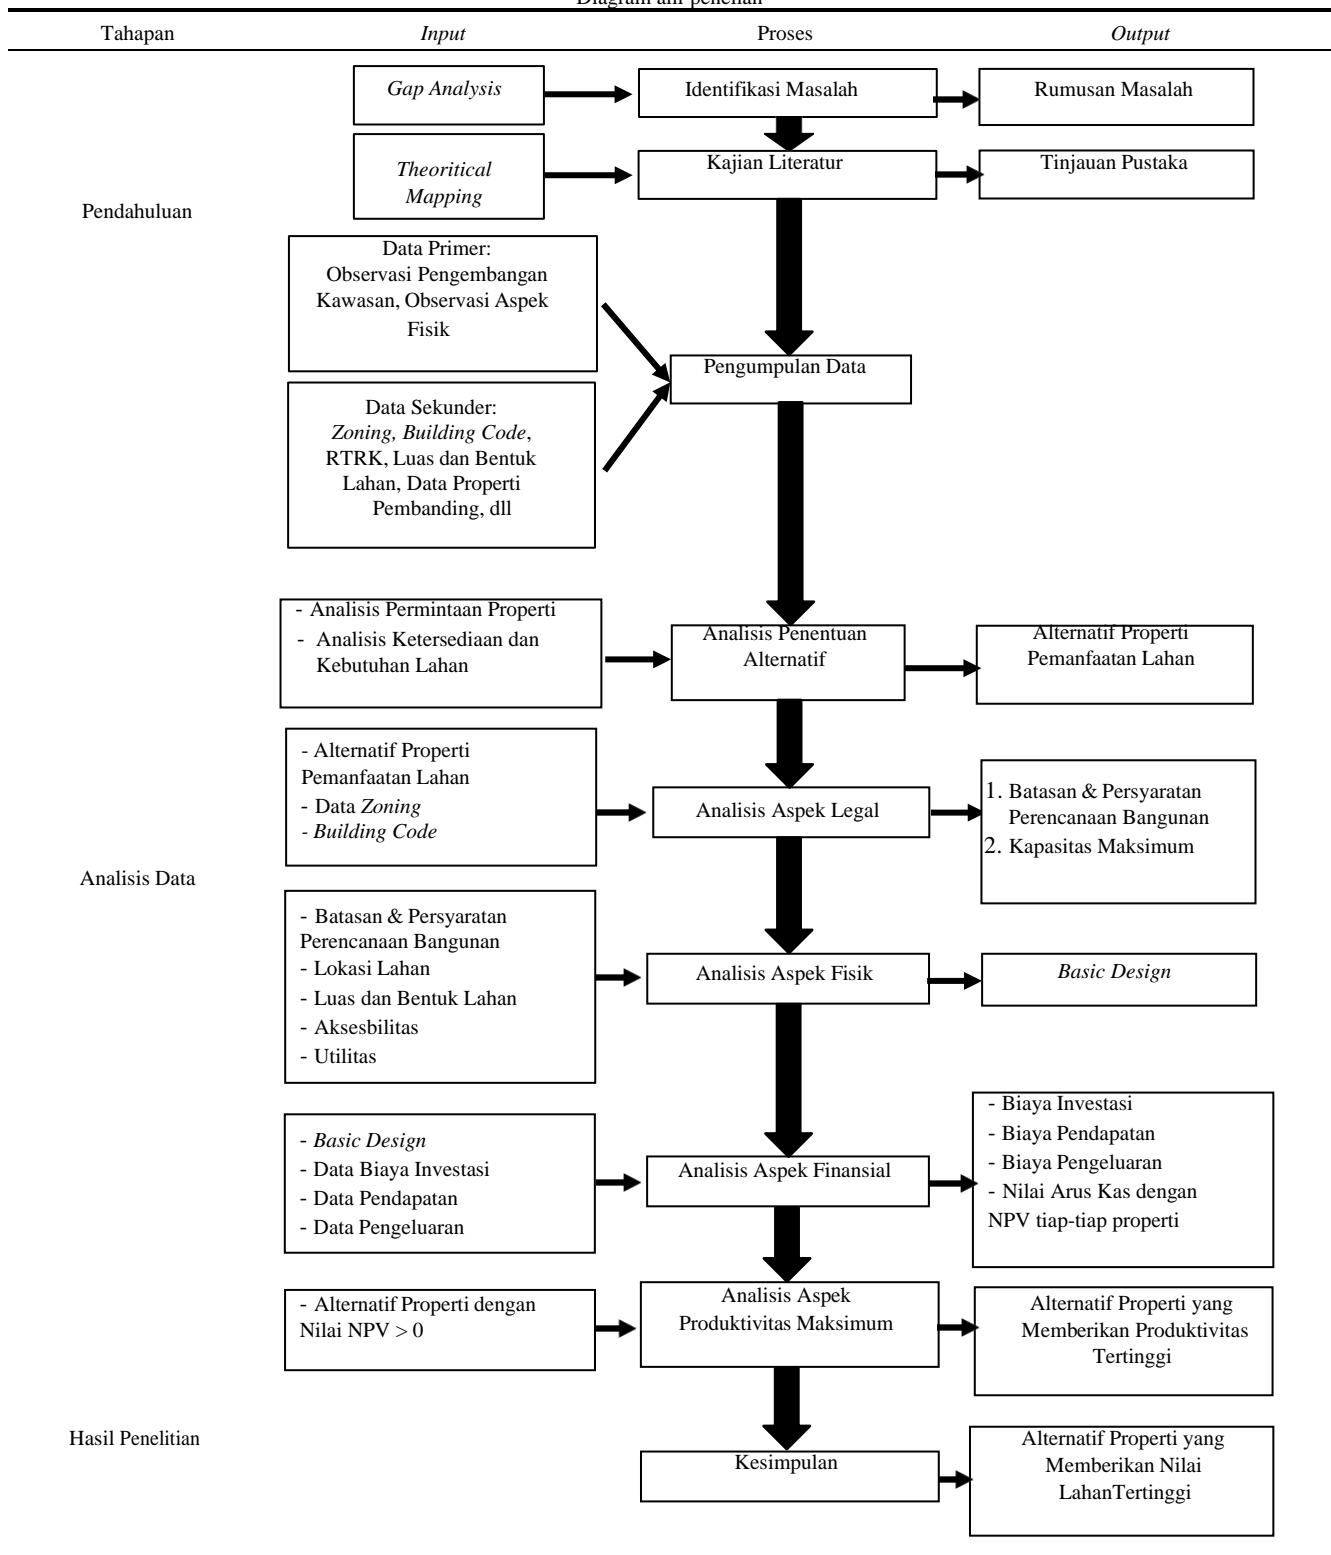 Diagram alir penelian
Tahapan
Input
Proses
Output
Pendahuluan
Gap Analysis
Identifikasi Masalah
Rumusan Masalah
Theoritical
Mapping
Kajian Literatur
Tinjauan Pustaka
Data Primer:
Observasi Pengembangan
Kawasan, Observasi Aspek
Fisik
Data Sekunder:
Zoning, Building Code,
RTRK, Luas dan Bentuk
Lahan, Data Properti
Pembanding, dll
Pengumpulan Data
Analisis Data
- Analisis Permintaan Properti
- Analisis Ketersediaan dan
Kebutuhan Lahan
Analisis Penentuan
Alternatif
Alternatif Properti
Pemanfaatan Lahan
- Alternatif Properti
Pemanfaatan Lahan
- Data Zoning
- Building Code
Analisis Aspek Legal
1. Batasan & Persyaratan
Perencanaan Bangunan
2. Kapasitas Maksimum
- Batasan & Persyaratan
Perencanaan Bangunan
- Lokasi Lahan
- Luas dan Bentuk Lahan
- Aksesbilitas
- Utilitas
Analisis Aspek Fisik
Basic Design
- Basic Design
- Data Biaya Investasi
- Data Pendapatan
- Data Pengeluaran
Analisis Aspek Finansial
- Biaya Investasi
- Biaya Pendapatan
- Biaya Pengeluaran
- Nilai Arus Kas dengan
NPV tiap-tiap properti
- Alternatif Properti dengan
Nilai NPV > 0
Analisis Aspek
Produktivitas Maksimum
Alternatif Properti yang
Memberikan Produktivitas
Tertinggi
Hasil Penelitian
Kesimpulan
Alternatif Properti yang
Memberikan Nilai
LahanTertinggi